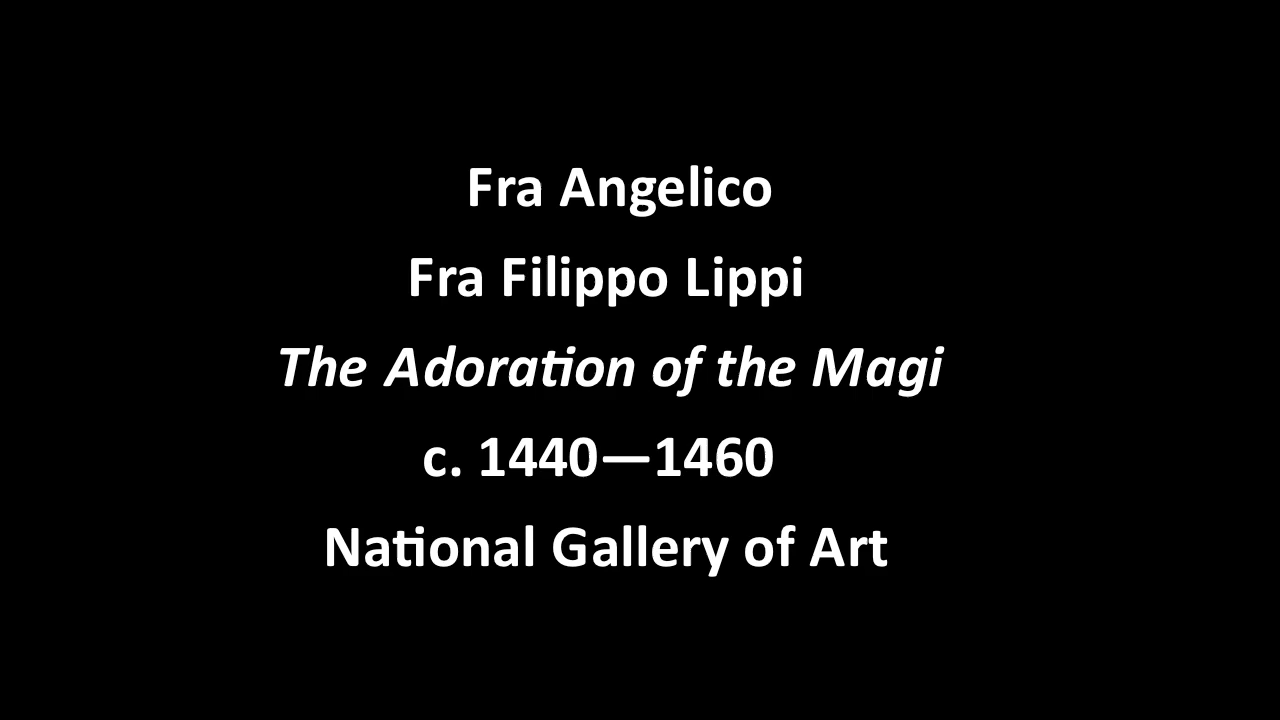 Fra Angelico
Fra Filippo Lippi
The Adoration of the Magi
c. 1440—1460
National Gallery of Art